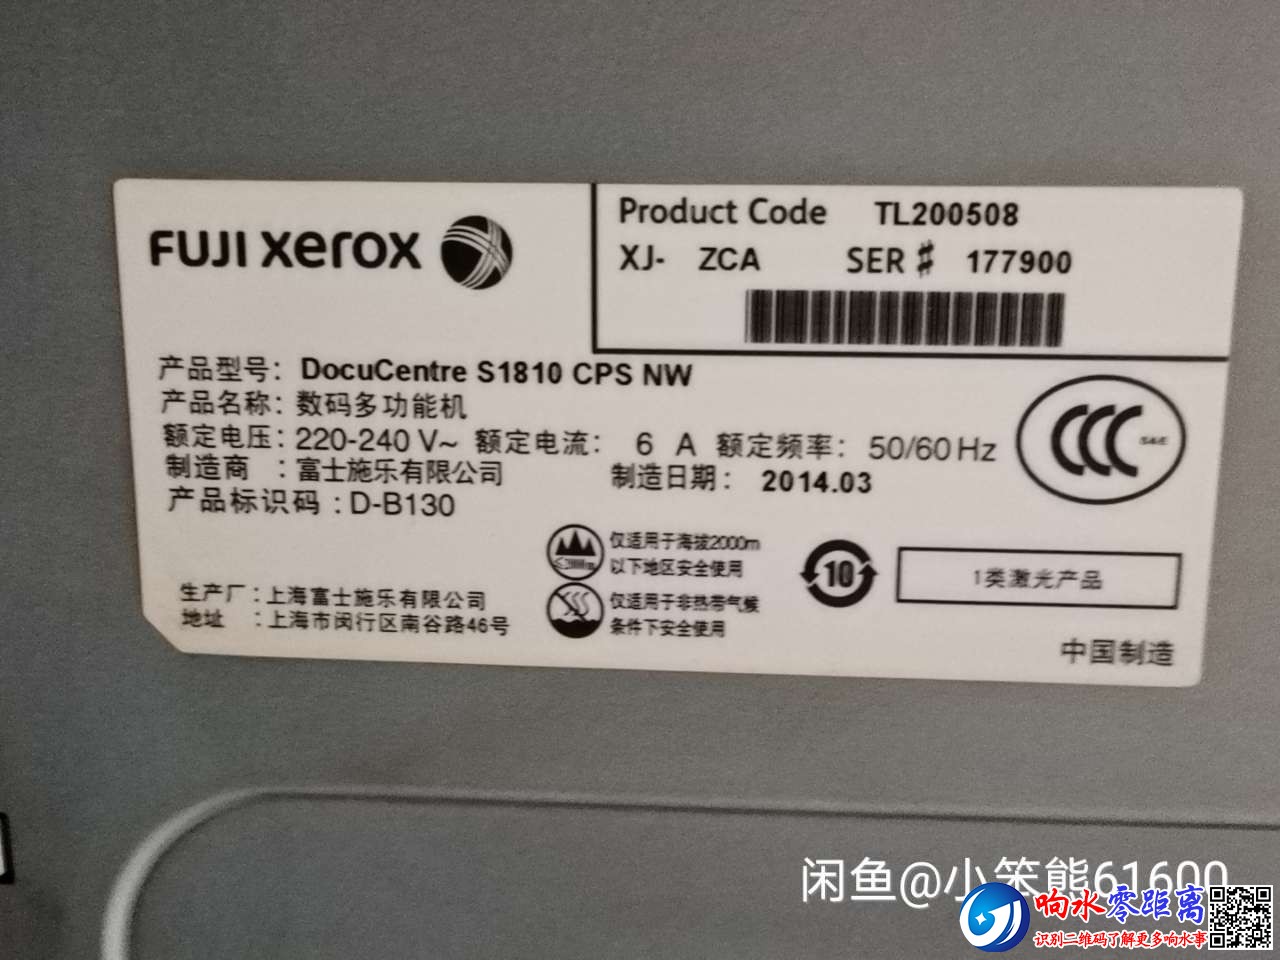 FUJI xerox
Product Code TL200508
XJ- ZCA SER # 177900
产品型号: DocuCentre S1810 CPS NW
产品名称: 数码多功能机
额定电压: 220-240 V~ 额定电流: 6 A 额定频率: 50/60 Hz
制造商 : 富士施乐有限公司 制造日期: 2014.03
产品标识码 : D-B130
CCC S&E
≤2000m 仅适用于海拔2000m
以下地区安全使用
仅适用于非热带气候
条件下安全使用
10
1类激光产品
生产厂 : 上海富士施乐有限公司
地址 : 上海市闵行区南谷路46号
中国制造
闲鱼@小笨熊61600
响水零距离
识别二维码了解更多响水事